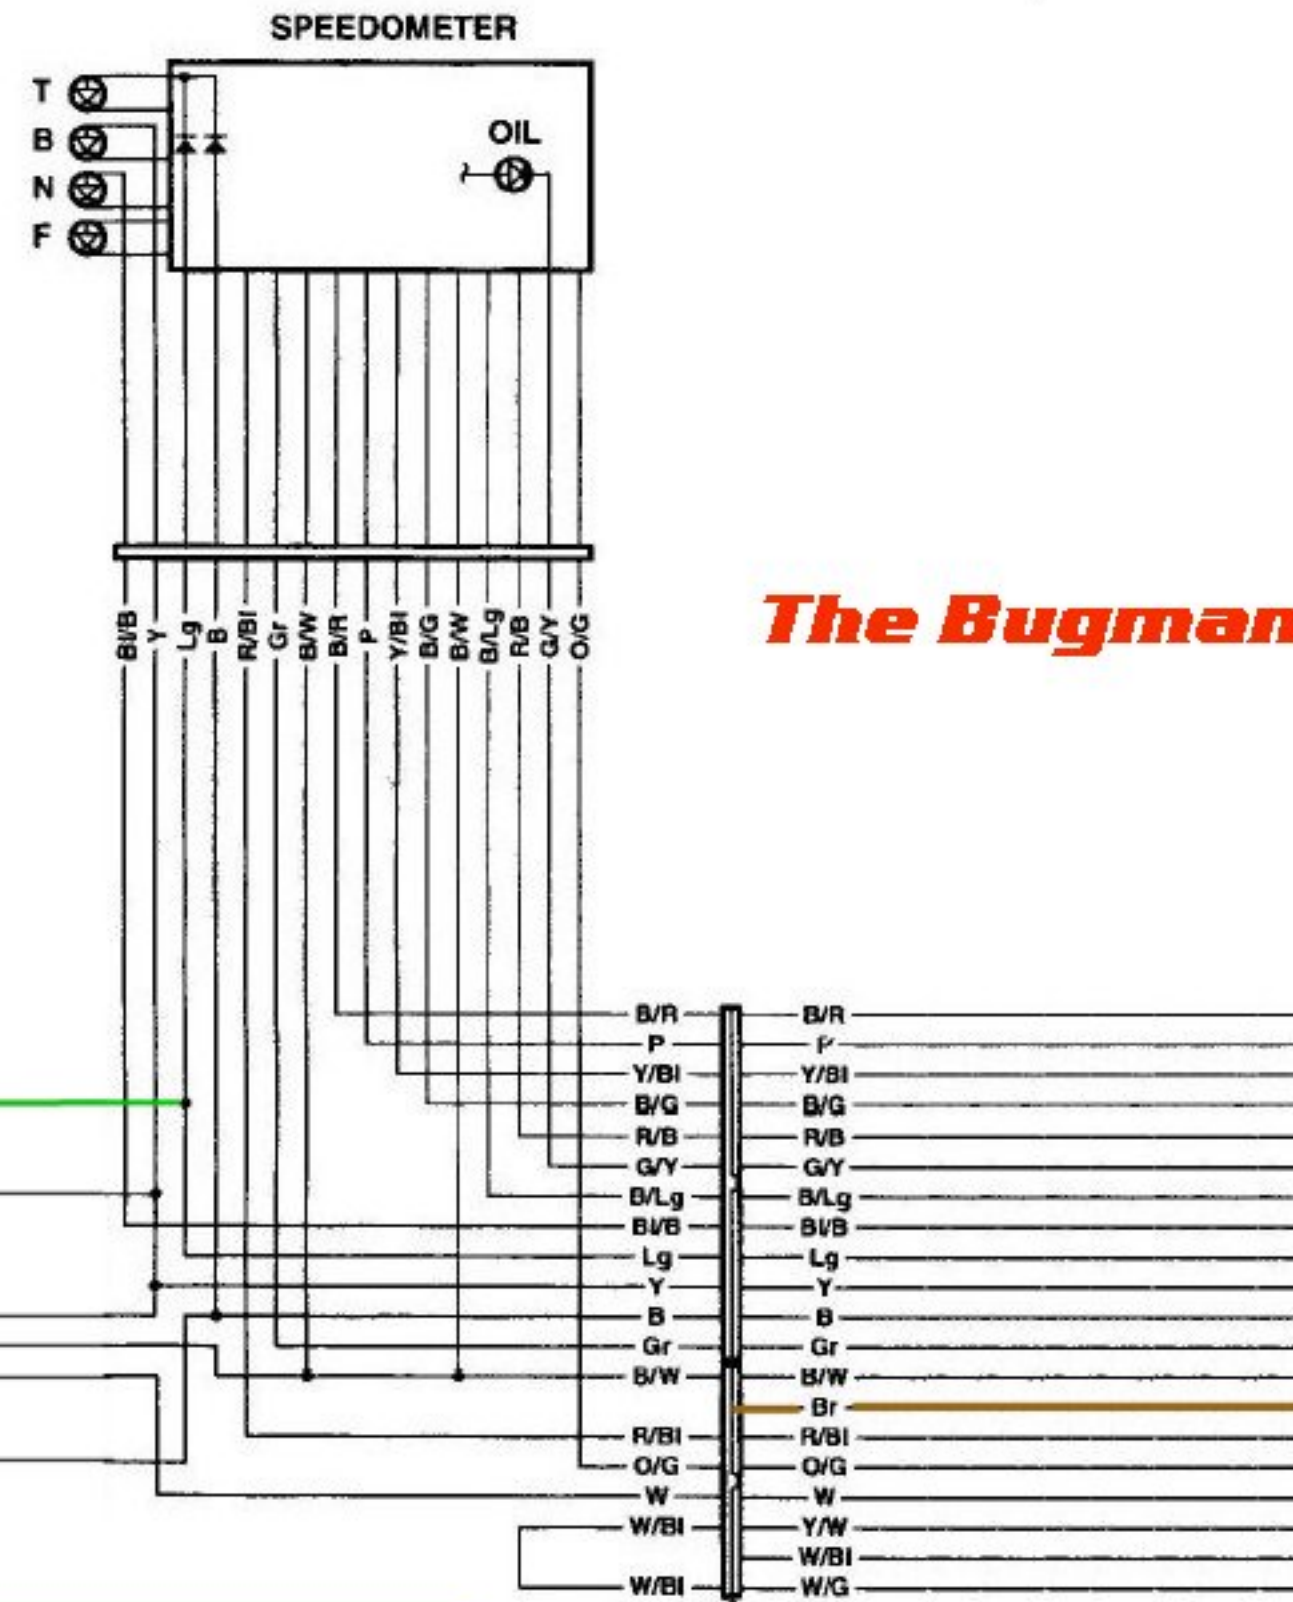 SPEEDOMETER
T
B
N
F
OIL
Bl/B
Y
Lg
B
R/Bl
Gr
B/W
B/R
P
Y/Bl
B/G
B/W
B/Lg
R/B
G/Y
O/G
The Bugman
B/R B/R
P P
Y/Bl Y/Bl
B/G B/G
R/B R/B
G/Y G/Y
B/Lg B/Lg
Bl/B Bl/B
Lg Lg
Y Y
B B
Gr Gr
B/W B/W
Br
R/Bl R/Bl
O/G O/G
W W
W/Bl Y/W
W/Bl
W/Bl W/G